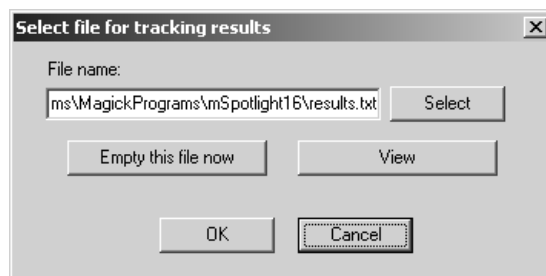 Select file for tracking results
File name:
ms\MagickPrograms\mSpotlight16\results.txt
Select
Empty this file now
View
OK
Cancel